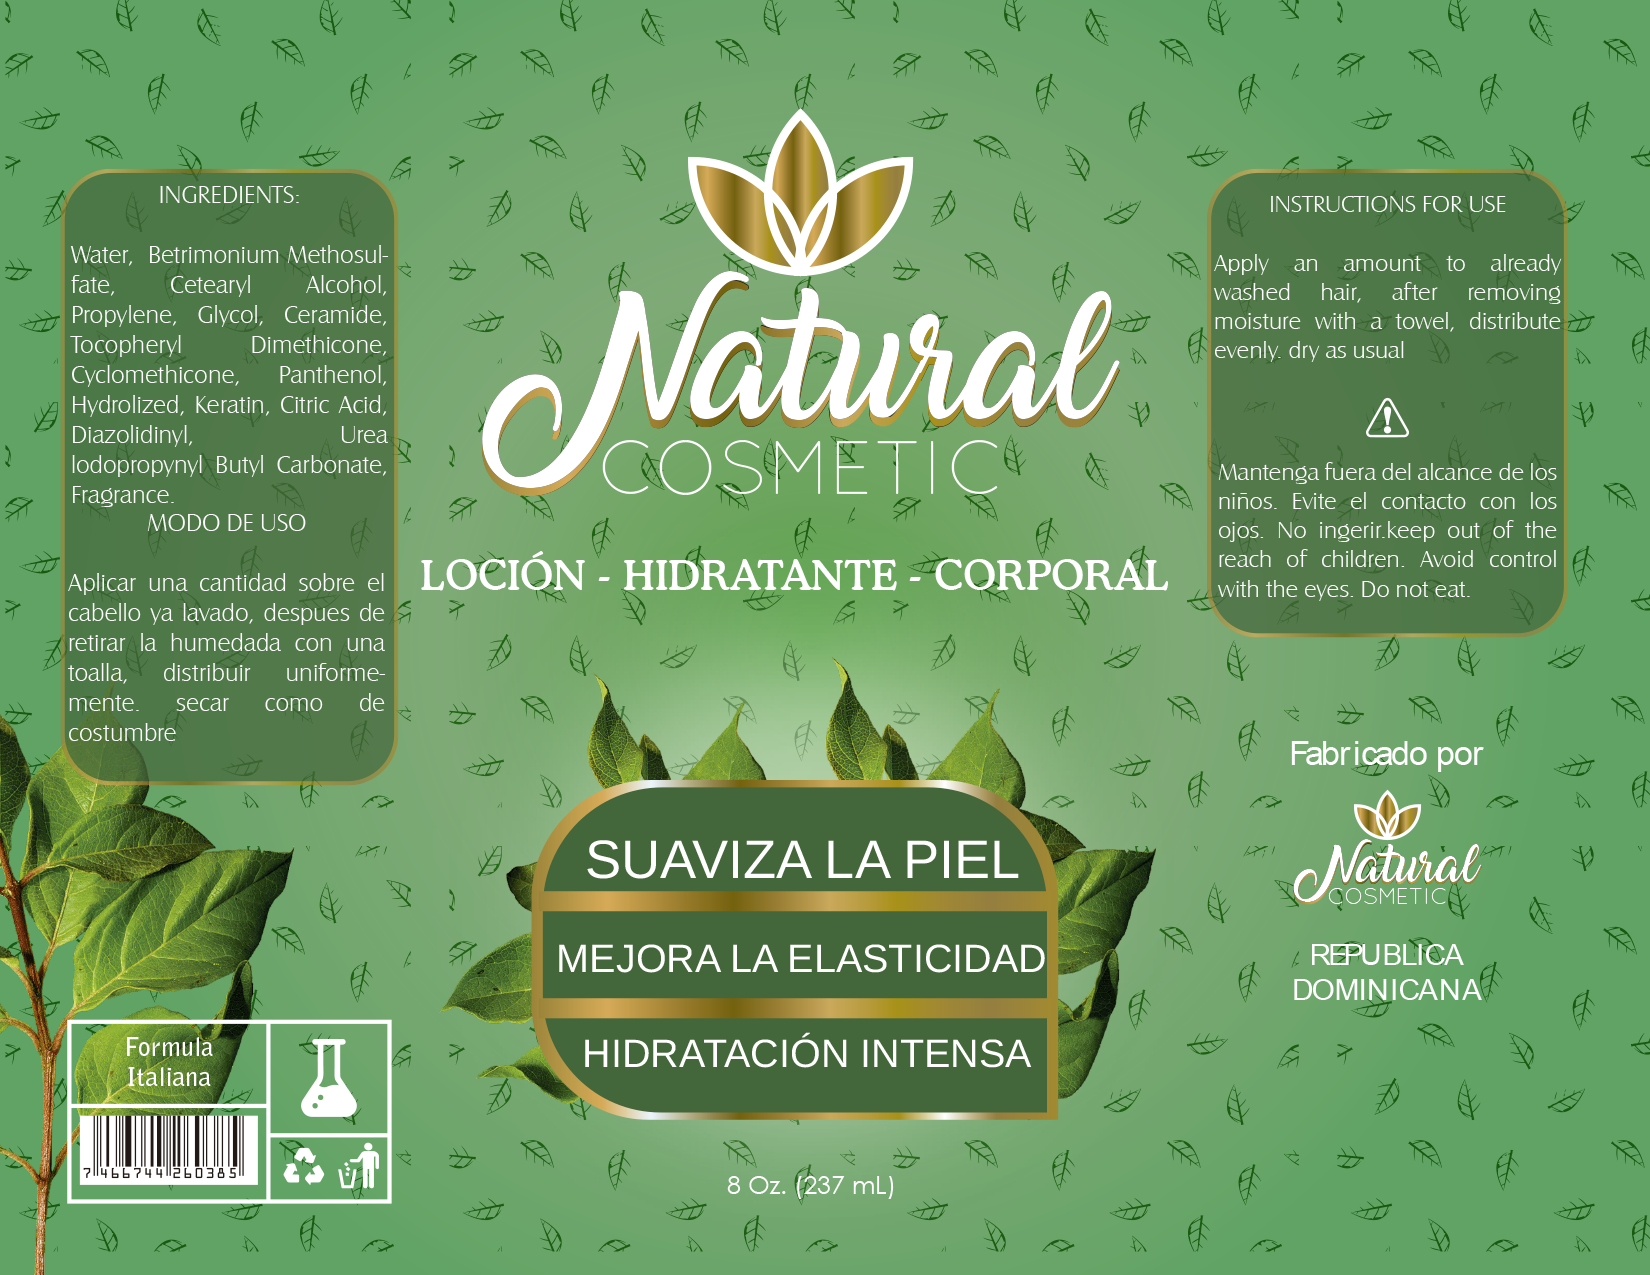 INGREDIENTS:
Water, Betrimonium Methosul-
fate, Cetearyl Alcohol,
Propylene, Glycol, Ceramide,
Tocopheryl Dimethicone,
Cyclomethicone, Panthenol,
Hydrolized, Keratin, Citric Acid,
Diazolidinyl, Urea
lodopropynyl Butyl Carbonate,
Fragrance.
MODO DE USO
Aplicar una cantidad sobre el
cabello ya lavado, despues de
retirar la humedada con una
toalla, distribuir uniforme-
mente. secar como de
costumbre
Formula
Italiana
7 466744 260385
Natural
COSMETIC
LOCIÓN - HIDRATANTE - CORPORAL
SUAVIZA LA PIEL
MEJORA LA ELASTICIDAD
HIDRATACIÓN INTENSA
8 Oz. (237 mL)
INSTRUCTIONS FOR USE
Apply an amount to already
washed hair, after removing
moisture with a towel, distribute
evenly. dry as usual
Mantenga fuera del alcance de los
niños. Evite el contacto con los
ojos. No ingerir.keep out of the
reach of children. Avoid control
with the eyes. Do not eat.
Fabricado por
Natural
COSMETIC
REPUBLICA
DOMINICANA